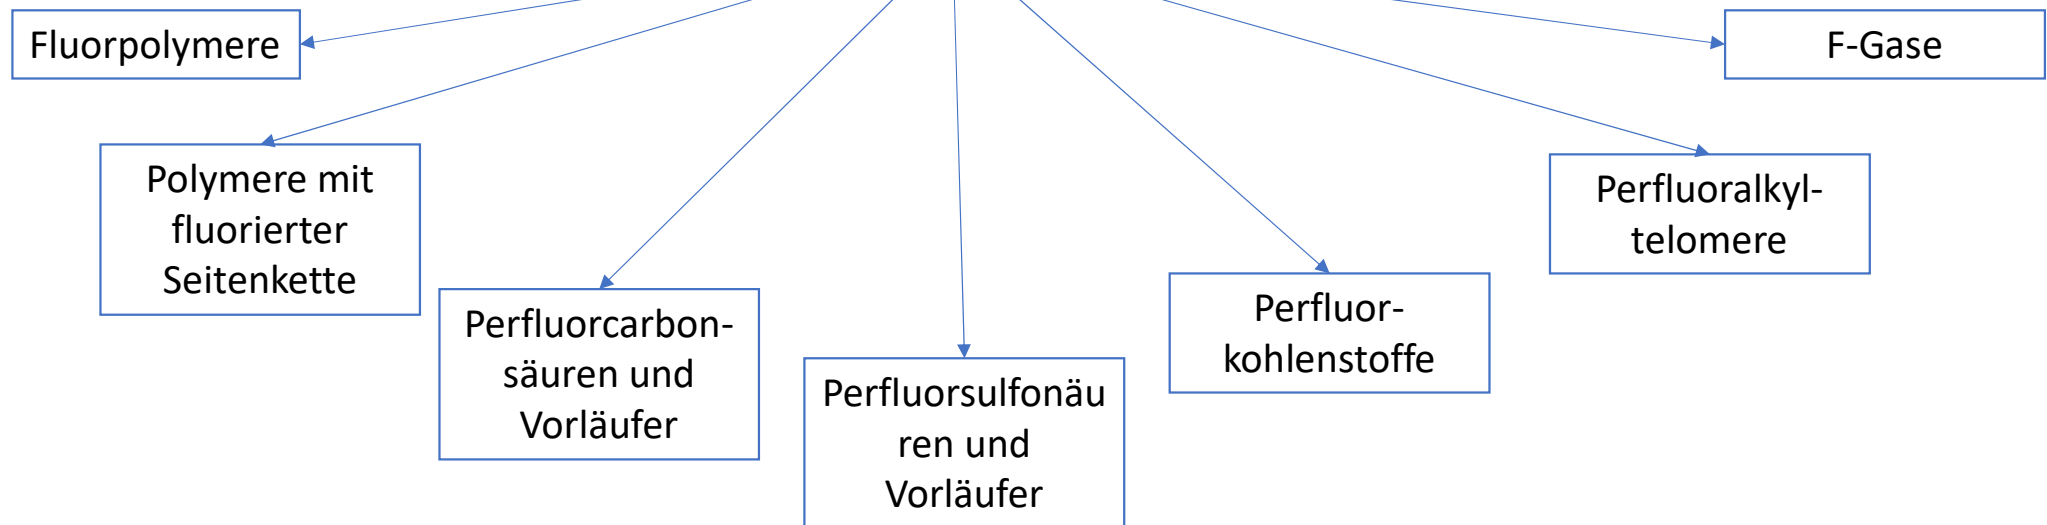 Fluorpolymere
F-Gase
Polymere mit
fluorierter
Seitenkette
Perfluoralkyl-
telomere
Perfluorcarbon-
säuren und
Vorläufer
Perfluor-
kohlenstoffe
Perfluorsulfonäu
ren und
Vorläufer